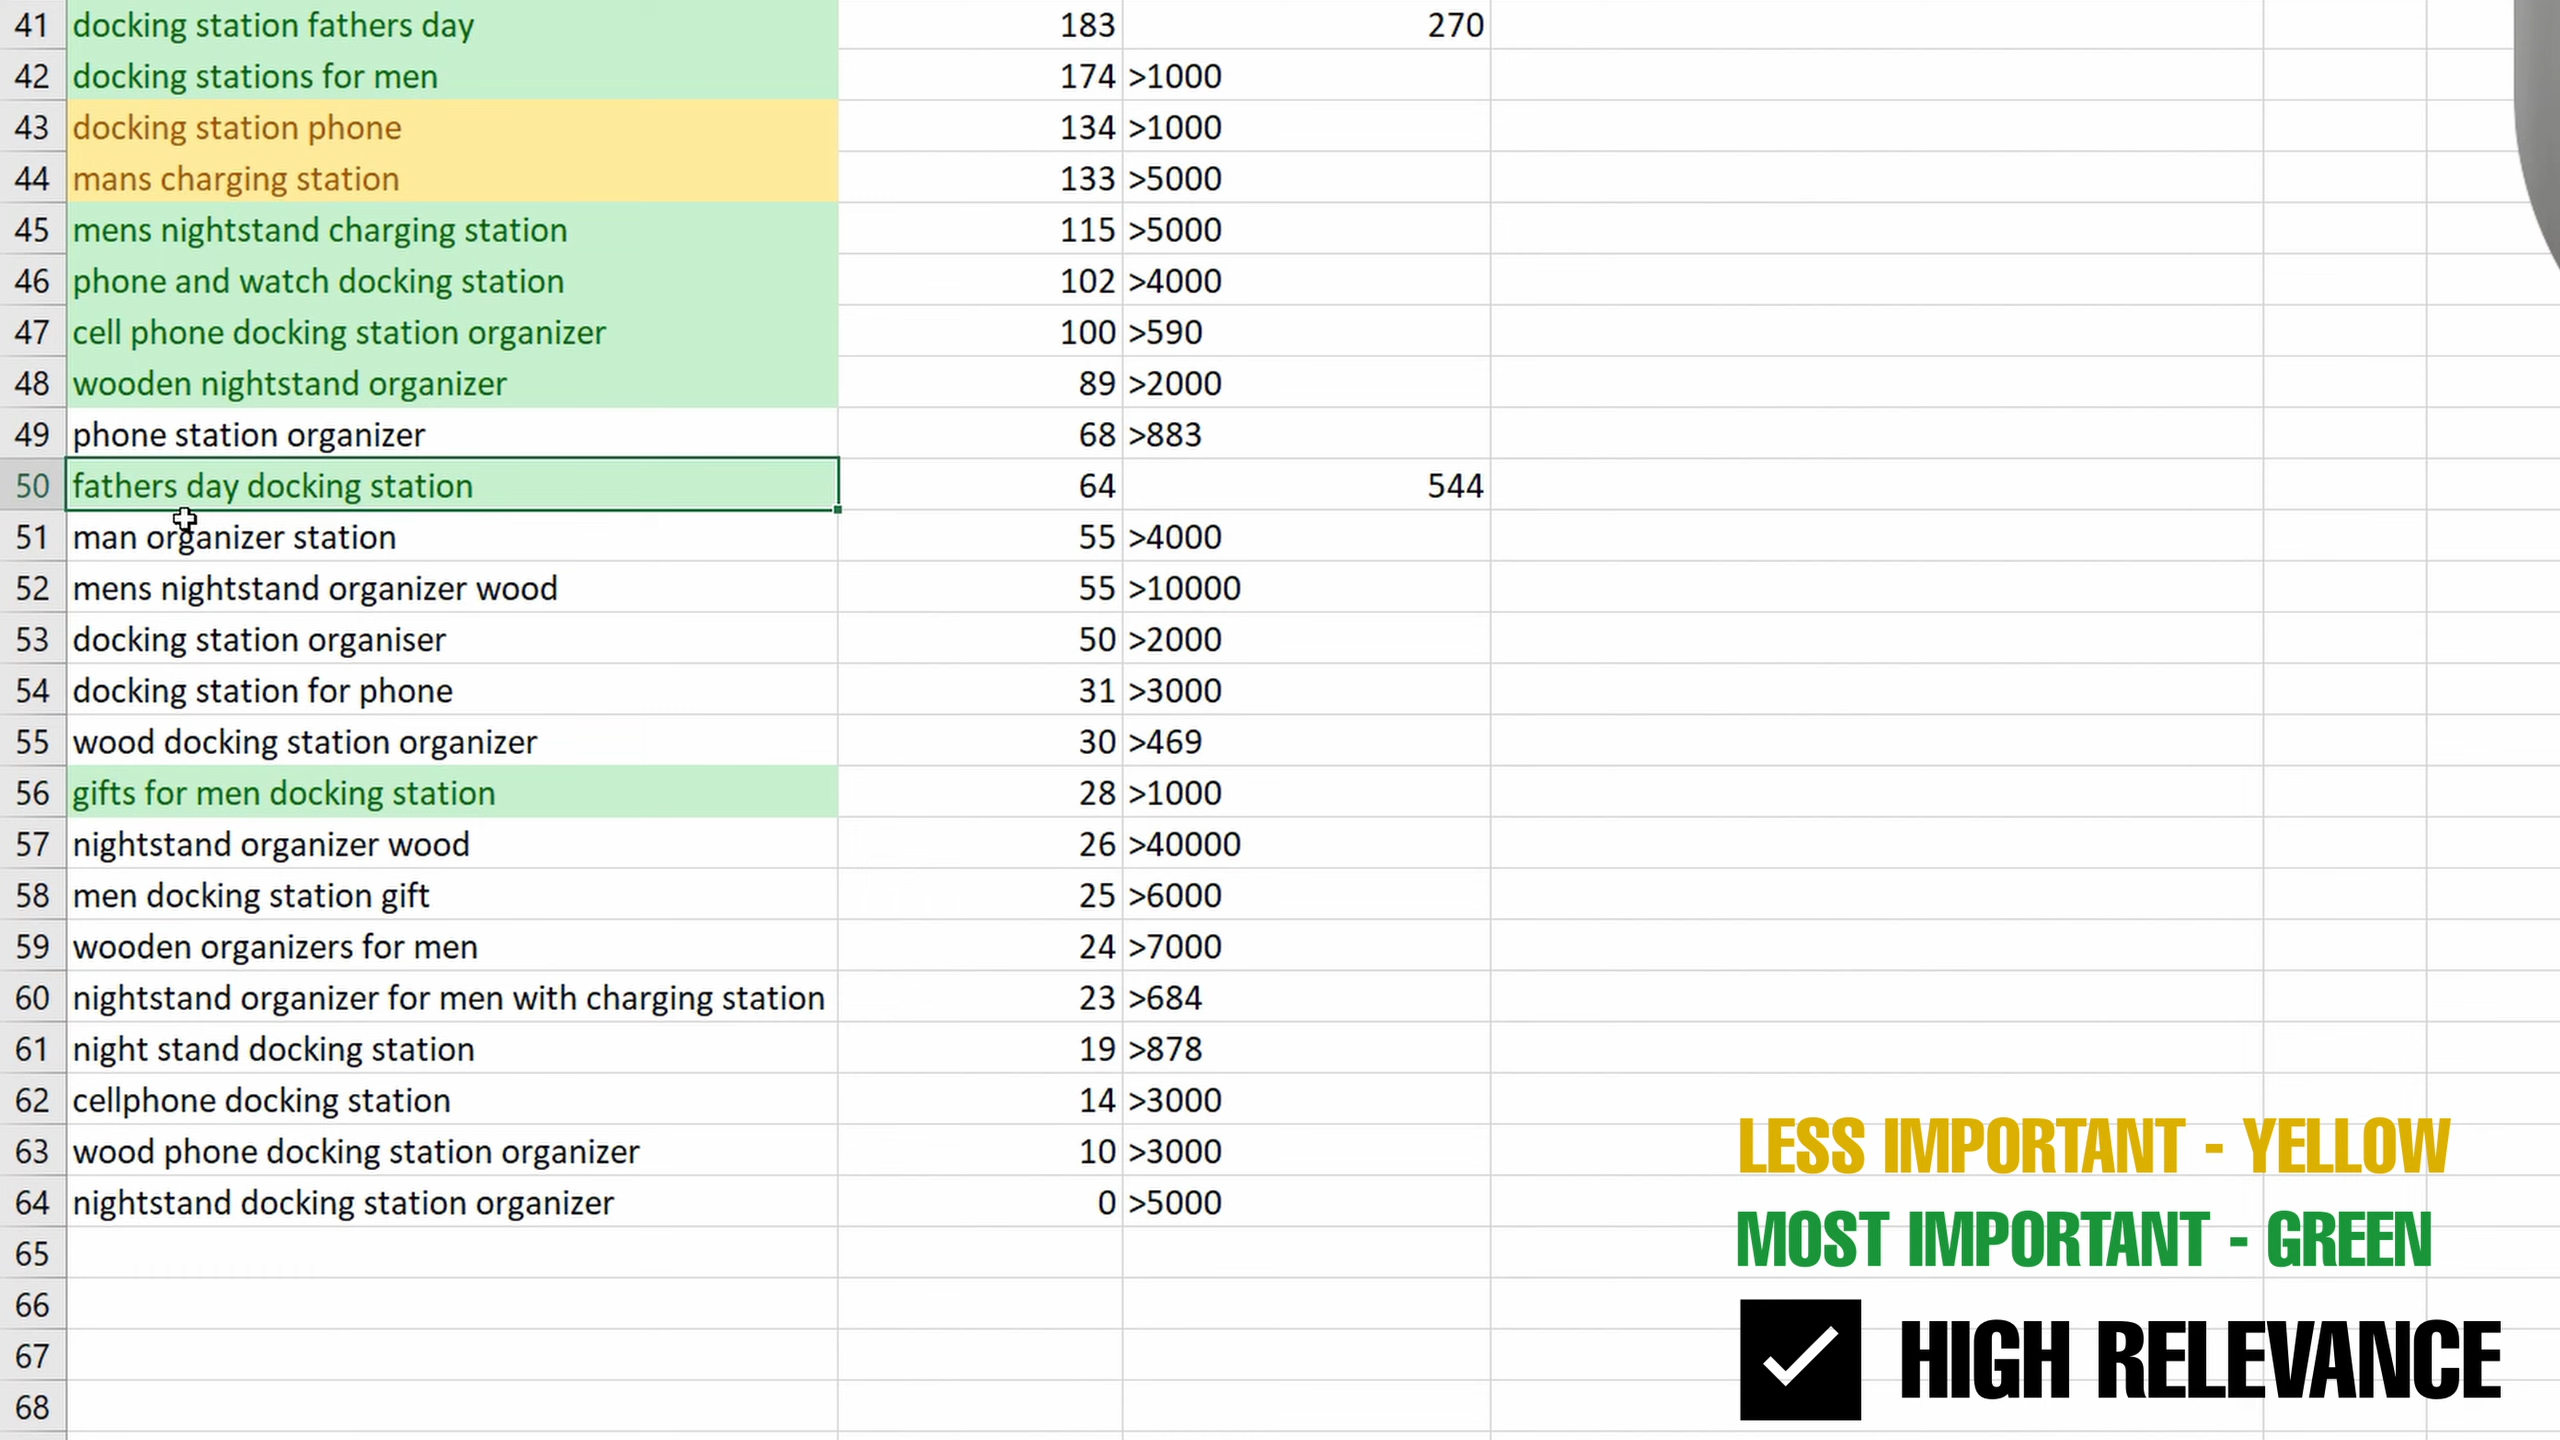 41 docking station fathers day 183 270
42 docking stations for men 174 >1000
43 docking station phone 134 >1000
44 mans charging station 133 >5000
45 mens nightstand charging station 115 >5000
46 phone and watch docking station 102 >4000
47 cell phone docking station organizer 100 >590
48 wooden nightstand organizer 89 >2000
49 phone station organizer 68 >883
50 fathers day docking station 64 544
51 man organizer station 55 >4000
52 mens nightstand organizer wood 55 >10000
53 docking station organiser 50 >2000
54 docking station for phone 31 >3000
55 wood docking station organizer 30 >469
56 gifts for men docking station 28 >1000
57 nightstand organizer wood 26 >40000
58 men docking station gift 25 >6000
59 wooden organizers for men 24 >7000
60 nightstand organizer for men with charging station 23 >684
61 night stand docking station 19 >878
62 cellphone docking station 14 >3000
63 wood phone docking station organizer 10 >3000
64 nightstand docking station organizer 0 >5000
65
66
67
68
LESS IMPORTANT - YELLOW
MOST IMPORTANT - GREEN
HIGH RELEVANCE